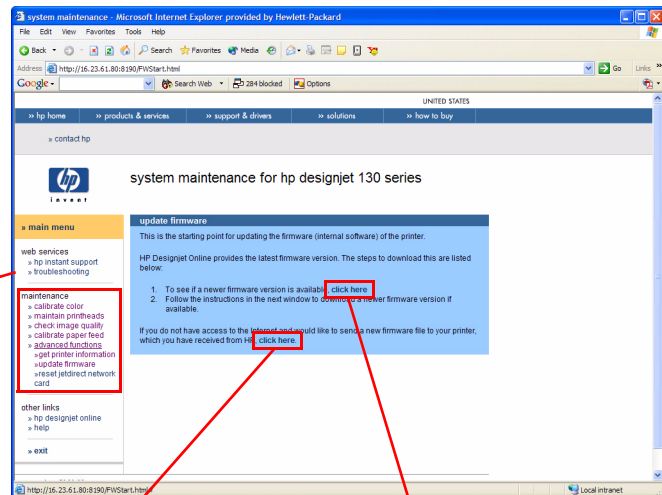 system maintenance - Microsoft Internet Explorer provided by Hewlett-Packard
File Edit View Favorites Tools Help
Back Search Favorites Media
Address http://16.23.61.80:8190/FWStart.html Go Links »
Google Search Web 284 blocked Options
UNITED STATES
» hp home » products & services » support & drivers » solutions » how to buy
» contact hp
hp
invent
system maintenance for hp designjet 130 series
» main menu
web services
» hp instant support
» troubleshooting
maintenance
» calibrate color
» maintain printheads
» check image quality
» calibrate paper feed
» advanced functions
»get printer information
»update firmware
»reset jetdirect network
card
other links
» hp designjet online
» help
» exit
update firmware
This is the starting point for updating the firmware (internal software) of the printer.
HP Designjet Online provides the latest firmware version. The steps to download this are listed
below:
1. To see if a newer firmware version is available, click here
2. Follow the instructions in the next window to download a newer firmware version if
available.
If you do not have access to the Internet and would like to send a new firmware file to your printer,
which you have received from HP, click here.
http://16.23.61.80:8190/FWStart.html Local intranet